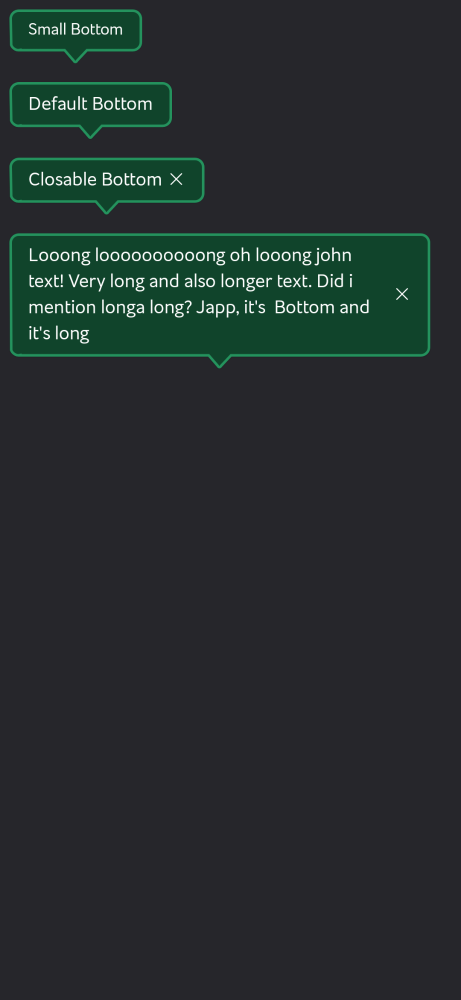 Small Bottom
Default Bottom
Closable Bottom
Looong looooooooooong oh looong john
text! Very long and also longer text. Did i
mention longa long? Japp, it's  Bottom and
it's long